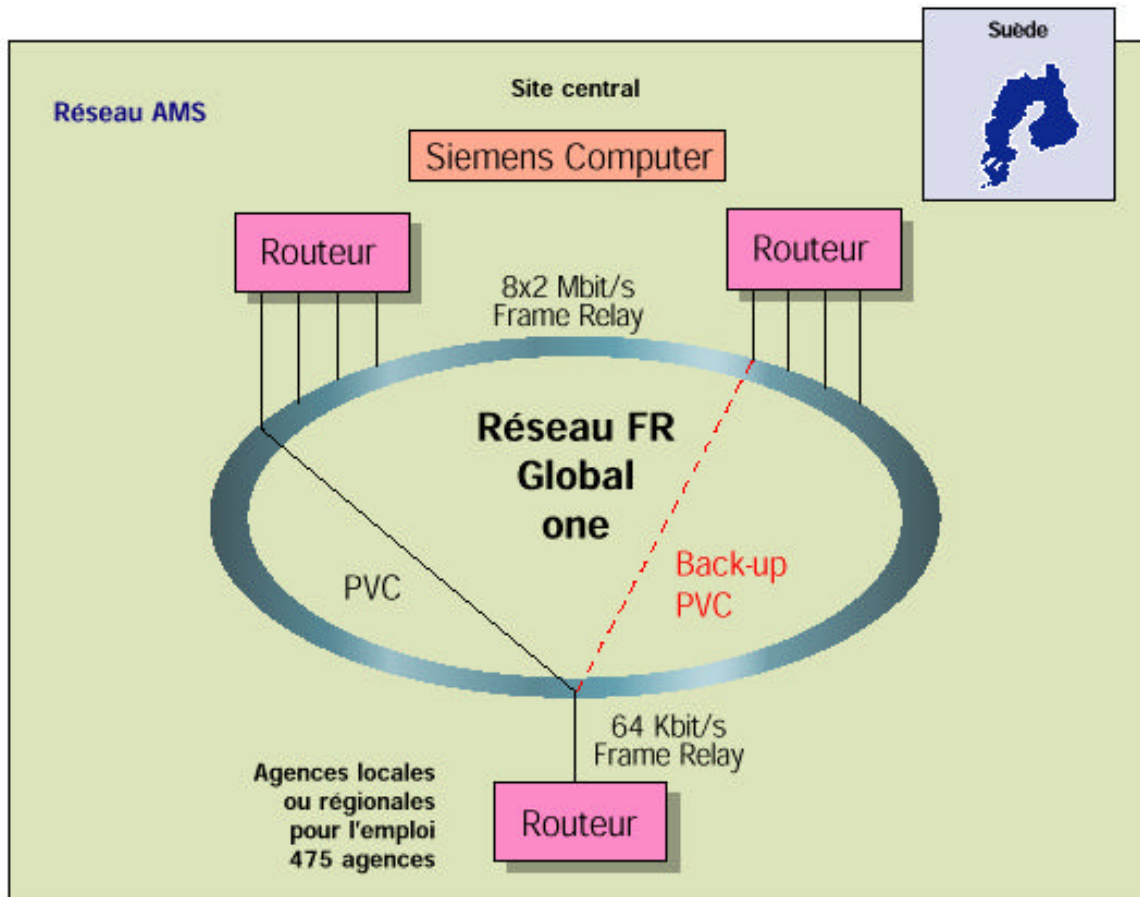 Suède
Réseau AMS
Site central
Siemens Computer
Routeur
Routeur
8x2 Mbit/s
Frame Relay
Réseau FR
Global
one
PVC
Back-up
PVC
64 Kbit/s
Frame Relay
Agences locales
ou régionales
pour l'emploi
475 agences
Routeur